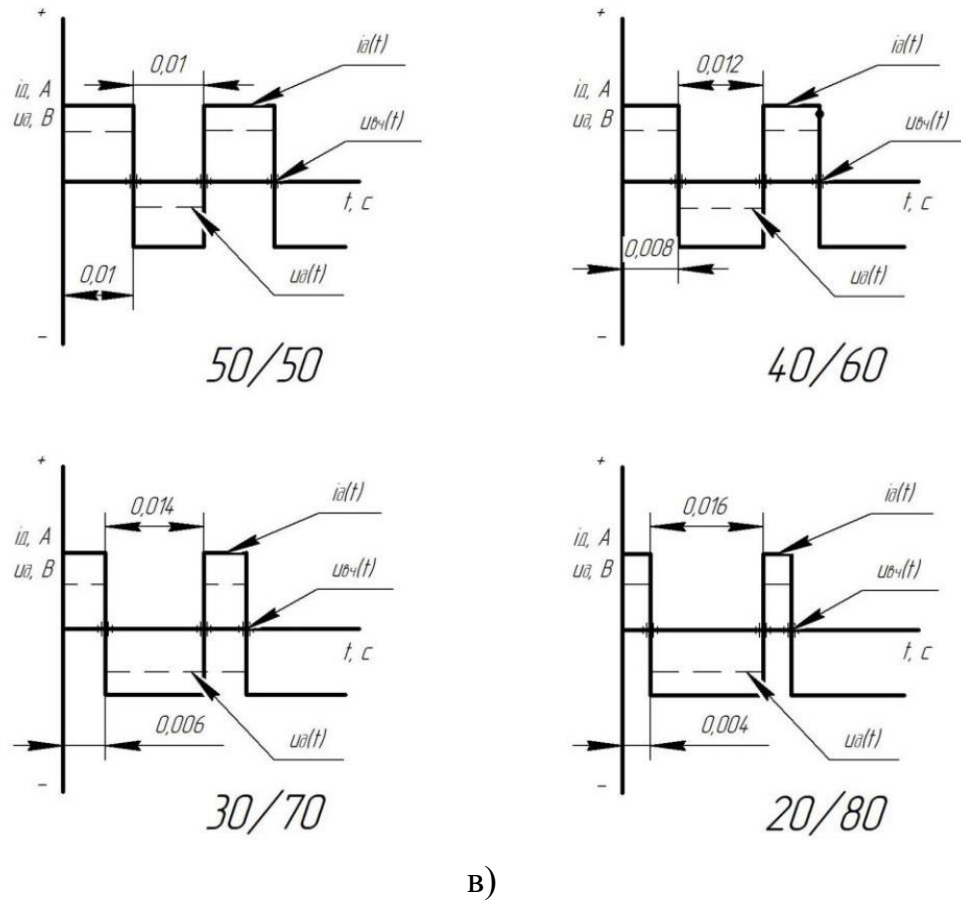 +
0,01
iд(t)
iд, А
uд, В
uвч(t)
t, с
0,01
uд(t)
–
50/50
+
0,012
iд(t)
iд, А
uд, В
uвч(t)
t, с
0,008
uд(t)
–
40/60
+
0,014
iд(t)
iд, А
uд, В
uвч(t)
t, с
0,006
uд(t)
–
30/70
+
0,016
iд(t)
iд, А
uд, В
uвч(t)
t, с
0,004
uд(t)
–
20/80
в)